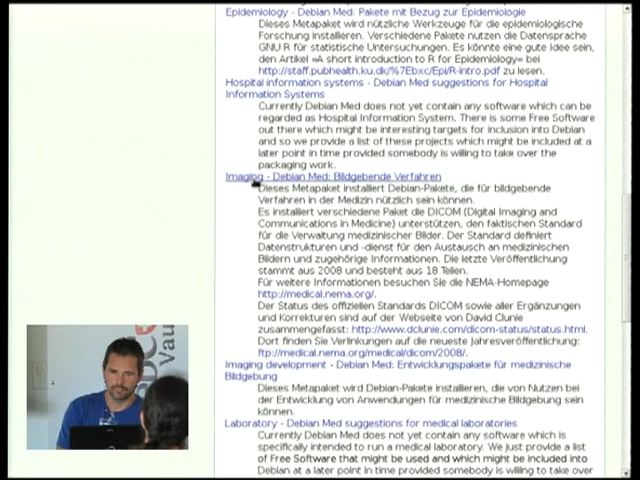 Epidemiology - Debian Med: Pakete mit Bezug zur Epidemiologie
Dieses Metapaket wird nützliche Werkzeuge für die epidemiologische
Forschung installieren. Verschiedene Pakete nutzen die Datensprache
GNU R für statistische Untersuchungen. Es könnte eine gute Idee sein,
den Artikel »A short introduction to R for Epidemiology« bei
http://staff.pubhealth.ku.dk/%7Ebxc/Epi/R-intro.pdf zu lesen.
Hospital information systems - Debian Med suggestions for Hospital
Information Systems
Currently Debian Med does not yet contain any software which can be
regarded as Hospital Information System. There is some Free Software
out there which might be interesting targets for inclusion into Debian
and so we provide a list of these projects which might be included at a
later point in time provided somebody is willing to take over the
packaging work.
Imaging - Debian Med: Bildgebende Verfahren
Dieses Metapaket installiert Debian-Pakete, die für bildgebende
Verfahren in der Medizin nützlich sein können.
Es installiert verschiedene Paket die DICOM (Digital Imaging and
Communications in Medicine) unterstützen, den faktischen Standard
für die Verwaltung medizinischer Bilder. Der Standard definiert
Datenstrukturen und -dienst für den Austausch an medizinischen
Bildern und zugehörige Informationen. Die letzte Veröffentlichung
stammt aus 2008 und besteht aus 18 Teilen.
Für weitere Informationen besuchen Sie die NEMA-Homepage
http://medical.nema.org/.
Der Status des offiziellen Standards DICOM sowie aller Ergänzungen
und Korrekturen sind auf der Webseite von David Clunie
zusammengefasst: http://www.dclunie.com/dicom-status/status.html.
Dort finden Sie Verlinkungen auf die neueste Jahresveröffentlichung:
ftp://medical.nema.org/medical/dicom/2008/.
Imaging development - Debian Med: Entwicklungspakete für medizinische
Bildgebung
Dieses Metapaket wird Debian-Pakete installieren, die von Nutzen bei
der Entwicklung von Anwendungen für medizinische Bildgebung sein
können.
Laboratory - Debian Med suggestions for medical laboratories
Currently Debian Med does not yet contain any software which is
specifically intended to run a medical laboratory. We just provide a list
of Free Software that might be used and which might be included into
Debian at a later point in time provided somebody is willing to take over
Vau